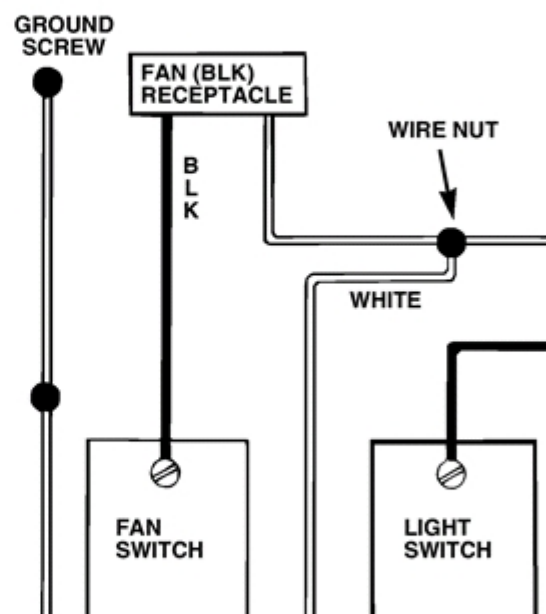 GROUND
SCREW
FAN (BLK)
RECEPTACLE
WIRE NUT
B
L
K
WHITE
FAN
SWITCH
LIGHT
SWITCH